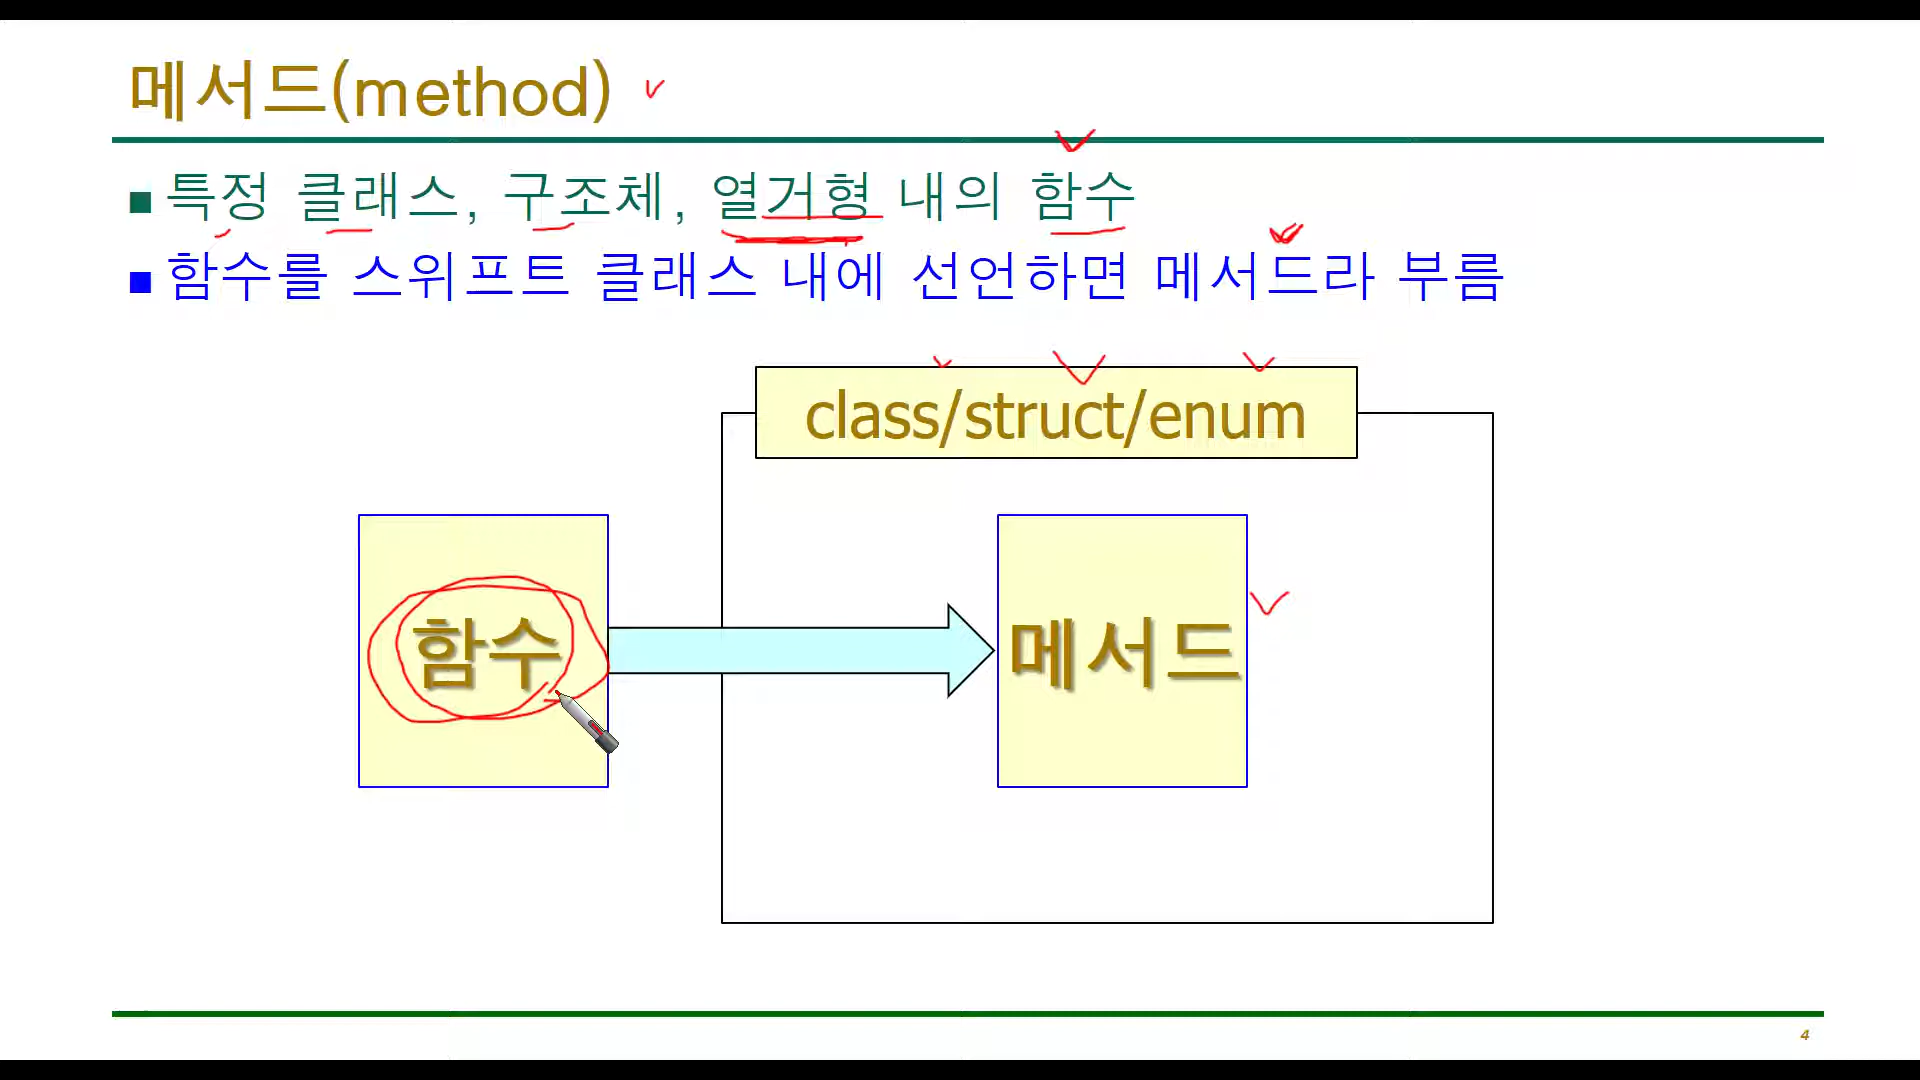 메서드(method)
특정 클래스, 구조체, 열거형 내의 함수
함수를 스위프트 클래스 내에 선언하면 메서드라 부름
class/struct/enum
함수
메서드
4